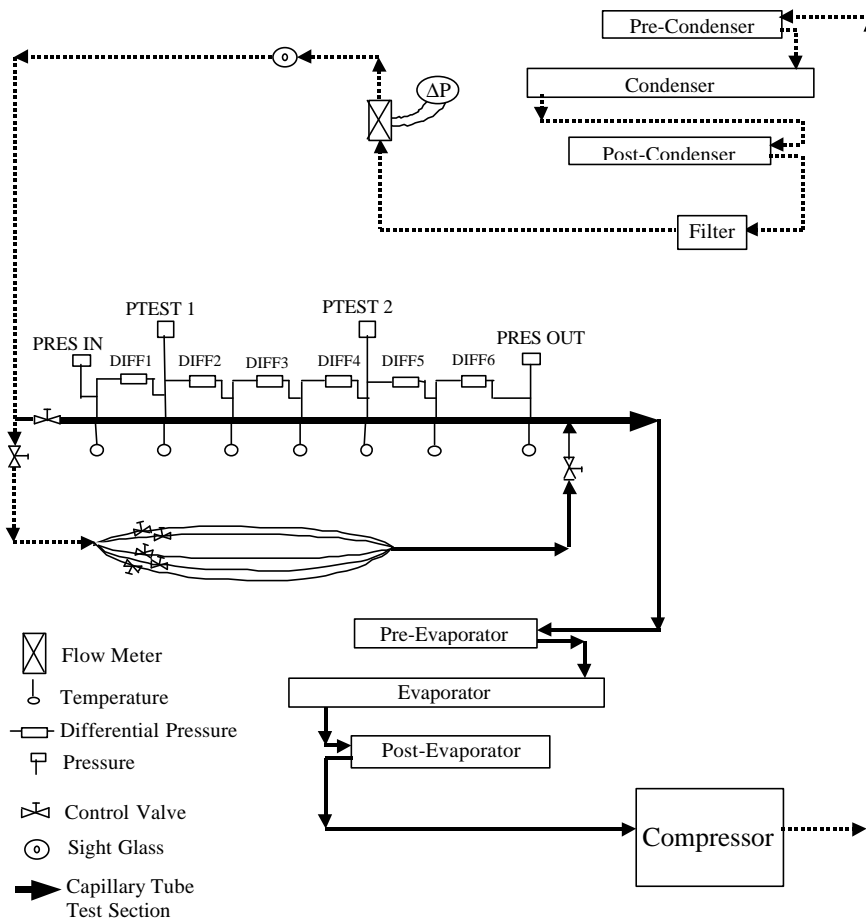 Pre-Condenser
Condenser
ΔP
Post-Condenser
Filter
PTEST 1
PTEST 2
PRES IN
PRES OUT
DIFF1
DIFF2
DIFF3
DIFF4
DIFF5
DIFF6
Pre-Evaporator
Evaporator
Post-Evaporator
Compressor
Flow Meter
Temperature
Differential Pressure
Pressure
Control Valve
Sight Glass
Capillary Tube
Test Section